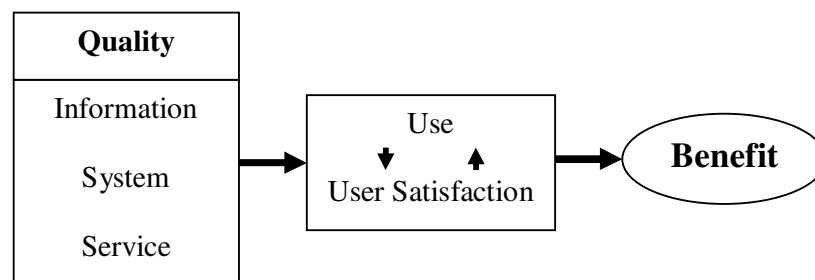 Quality
Information
System
Service
Use
User Satisfaction
Benefit